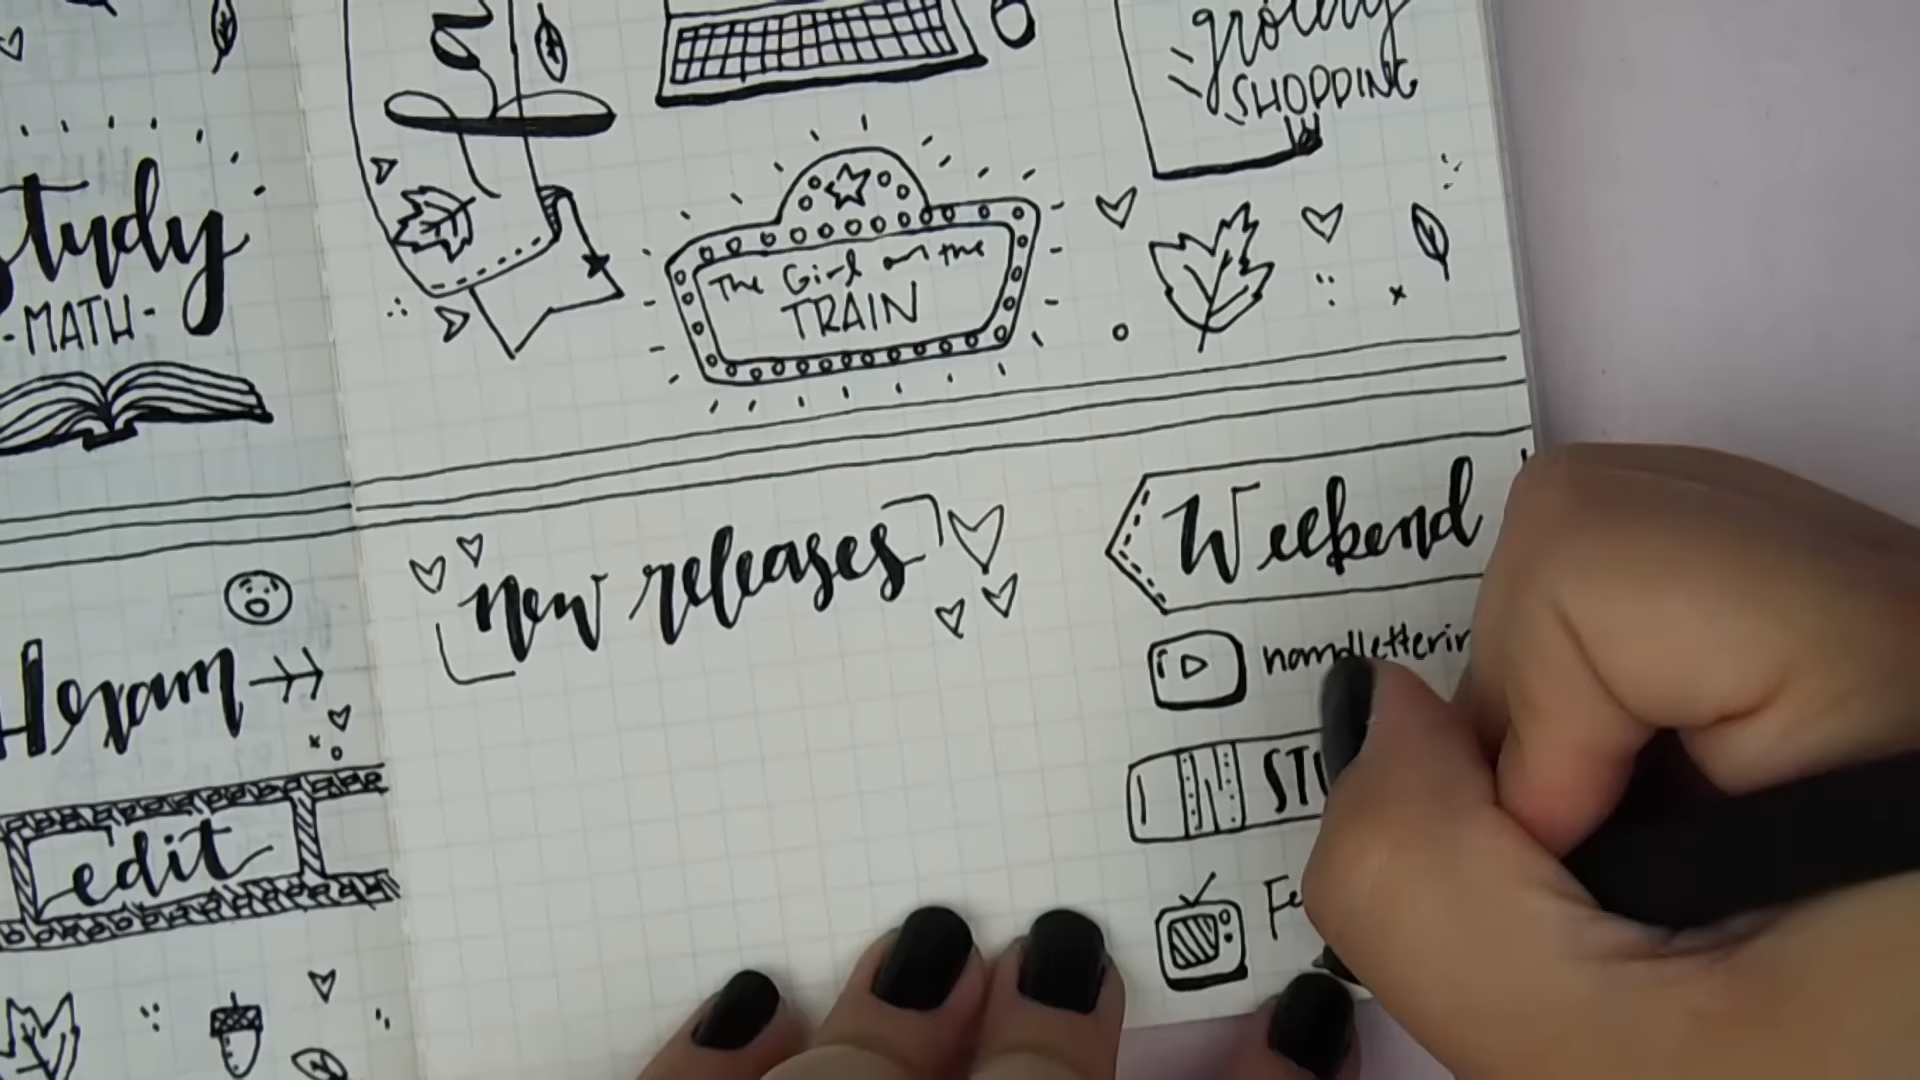 grocery
SHOPPING
Study
-MATH-
The Girl on the
TRAIN
new releases
Weekend
exam
edit